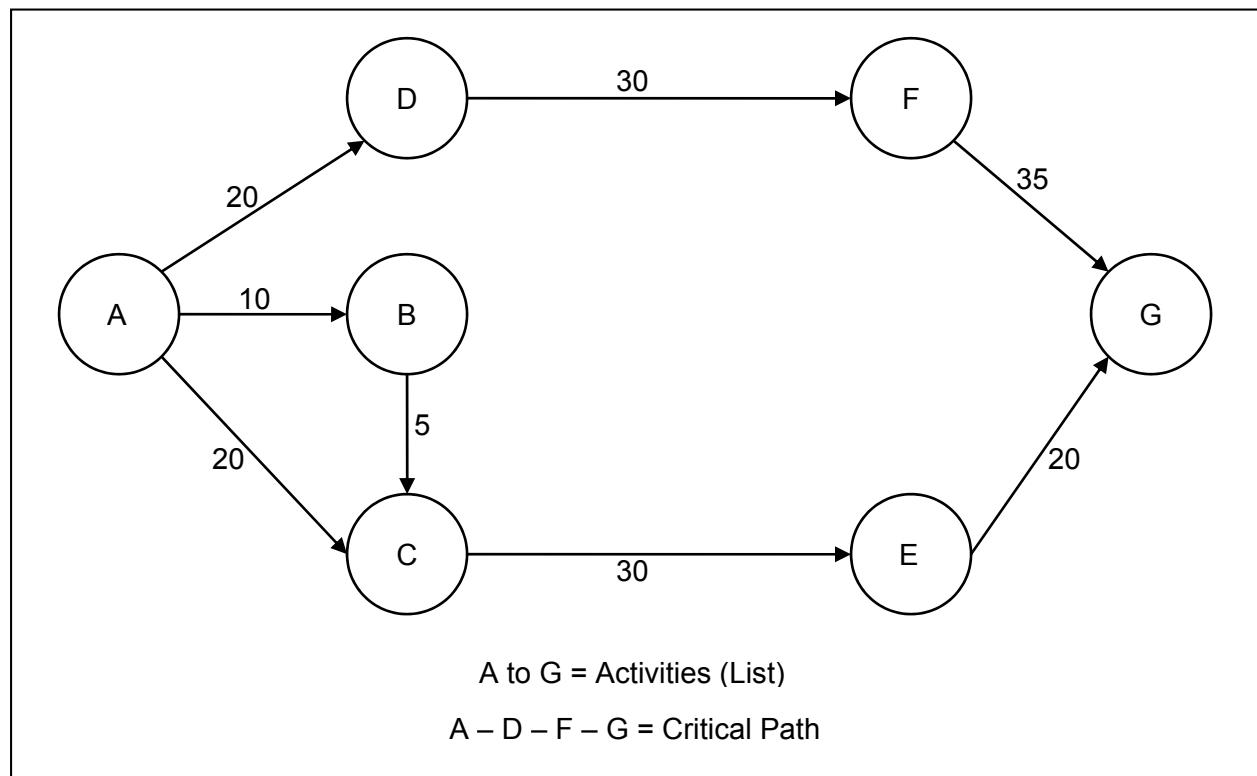 D
30
F
20
35
A
10
B
G
5
20
20
C
30
E
A to G = Activities (List)
A – D – F – G = Critical Path